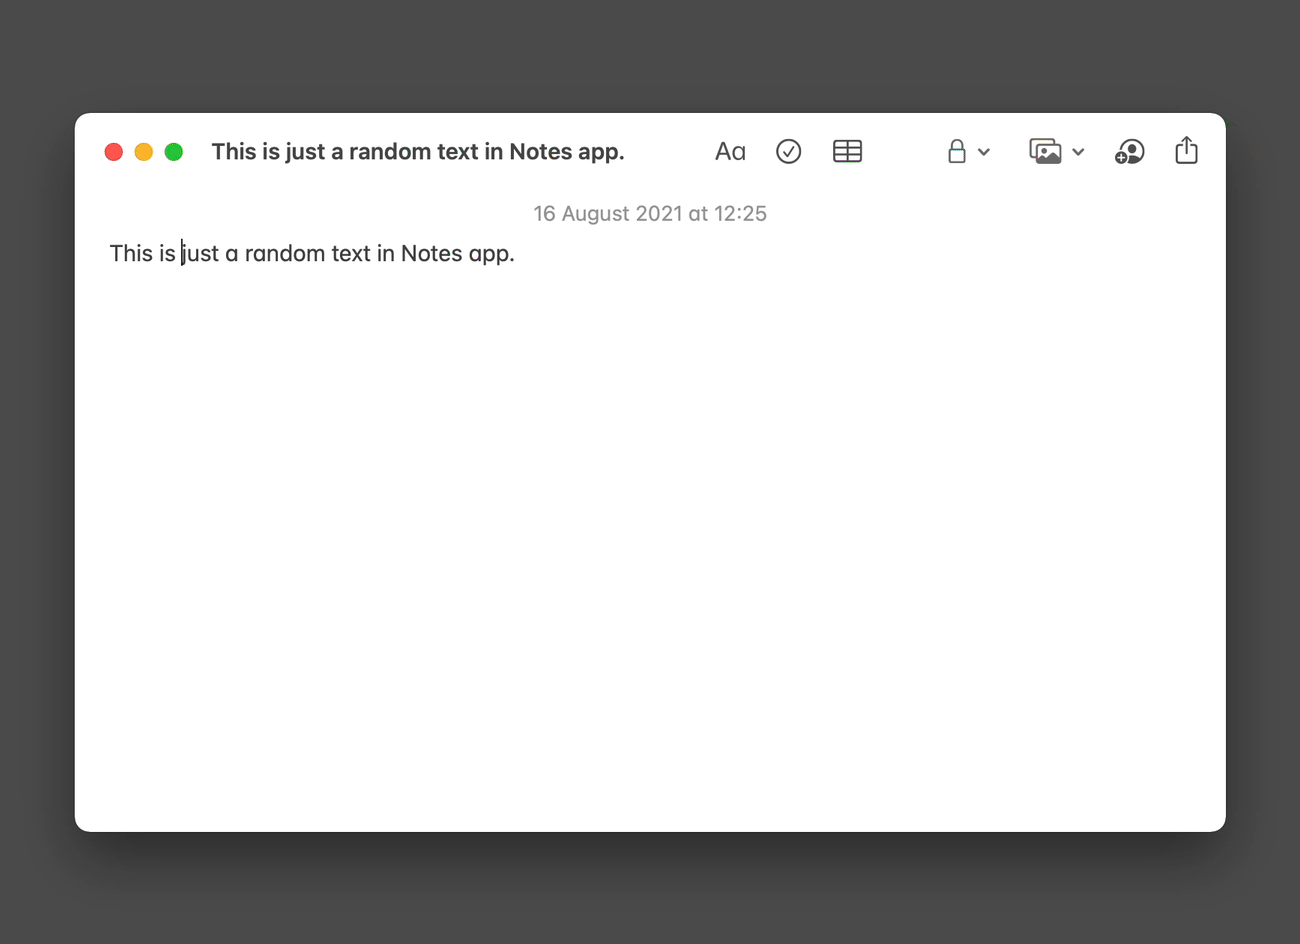 This is just a random text in Notes app.
Aa
16 August 2021 at 12:25
This is just a random text in Notes app.